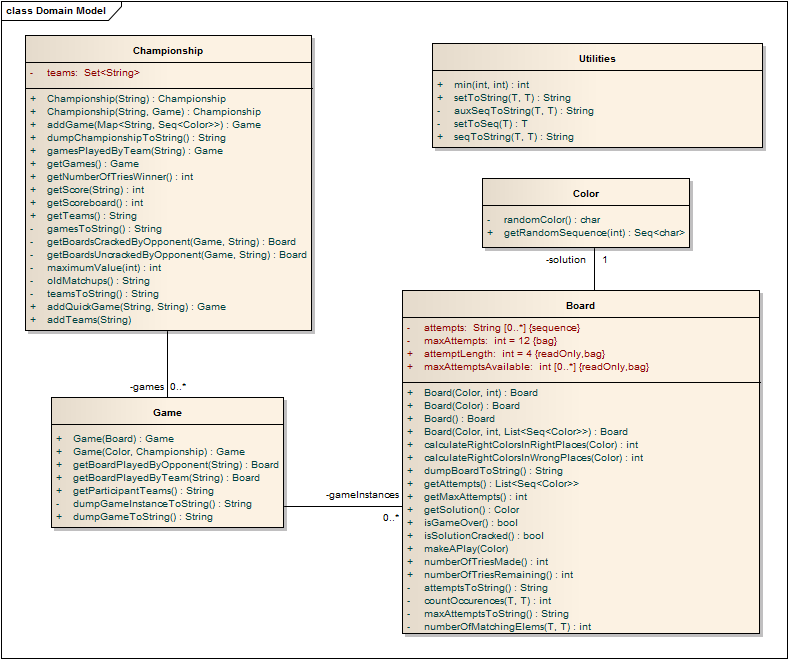 class Domain Model
Championship
- teams: Set<String>
+ Championship(String) : Championship
+ Championship(String, Game) : Championship
+ addGame(Map<String, Seq<Color>>) : Game
+ dumpChampionshipToString() : String
+ gamesPlayedByTeam(String) : Game
+ getGames() : Game
+ getNumberOfTriesWinner() : int
+ getScore(String) : int
+ getScoreboard() : int
+ getTeams() : String
- gamesToString() : String
- getBoardsCrackedByOpponent(Game, String) : Board
- getBoardsUncrackedByOpponent(Game, String) : Board
- maximumValue(int) : int
- oldMatchups() : String
- teamsToString() : String
+ addQuickGame(String, String) : Game
+ addTeams(String)
-games 0..*
Game
+ Game(Board) : Game
+ Game(Color, Championship) : Game
+ getBoardPlayedByOpponent(String) : Board
+ getBoardPlayedByTeam(String) : Board
+ getParticipantTeams() : String
- dumpGameInstanceToString() : String
+ dumpGameToString() : String
-gameInstances
0..*
Utilities
+ min(int, int) : int
+ setToString(T, T) : String
- auxSeqToString(T, T) : String
- setToSeq(T) : T
+ seqToString(T, T) : String
Color
- randomColor() : char
+ getRandomSequence(int) : Seq<char>
-solution 1
Board
- attempts: String [0..*] {sequence}
- maxAttempts: int = 12 {bag}
+ attemptLength: int = 4 {readOnly,bag}
+ maxAttemptsAvailable: int [0..*] {readOnly,bag}
+ Board(Color, int) : Board
+ Board(Color) : Board
+ Board() : Board
+ Board(Color, int, List<Seq<Color>>) : Board
+ calculateRightColorsInRightPlaces(Color) : int
+ calculateRightColorsInWrongPlaces(Color) : int
+ dumpBoardToString() : String
+ getAttempts() : List<Seq<Color>>
+ getMaxAttempts() : int
+ getSolution() : Color
+ isGameOver() : bool
+ isSolutionCracked() : bool
+ makeAPlay(Color)
+ numberOfTriesMade() : int
+ numberOfTriesRemaining() : int
- attemptsToString() : String
- countOccurences(T, T) : int
- maxAttemptsToString() : String
- numberOfMatchingElems(T, T) : int